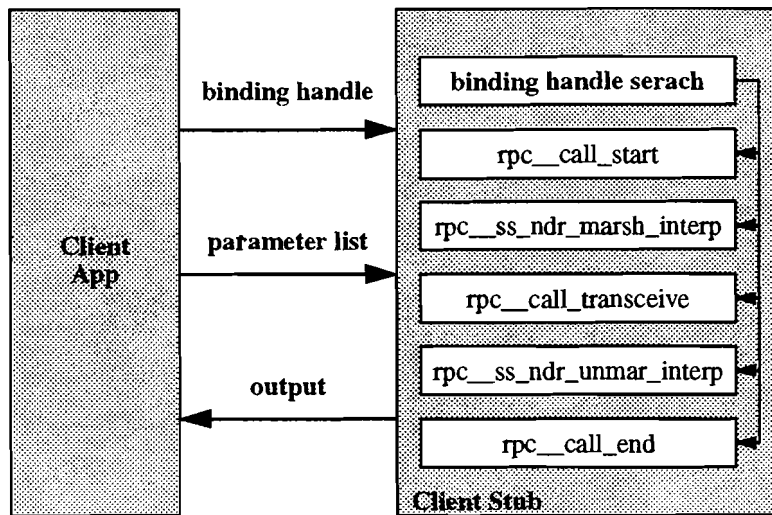 Client
App
binding handle
parameter list
output
binding handle serach
rpc__call_start
rpc__ss_ndr_marsh_interp
rpc__call_transceive
rpc__ss_ndr_unmar_interp
rpc__call_end
Client Stub